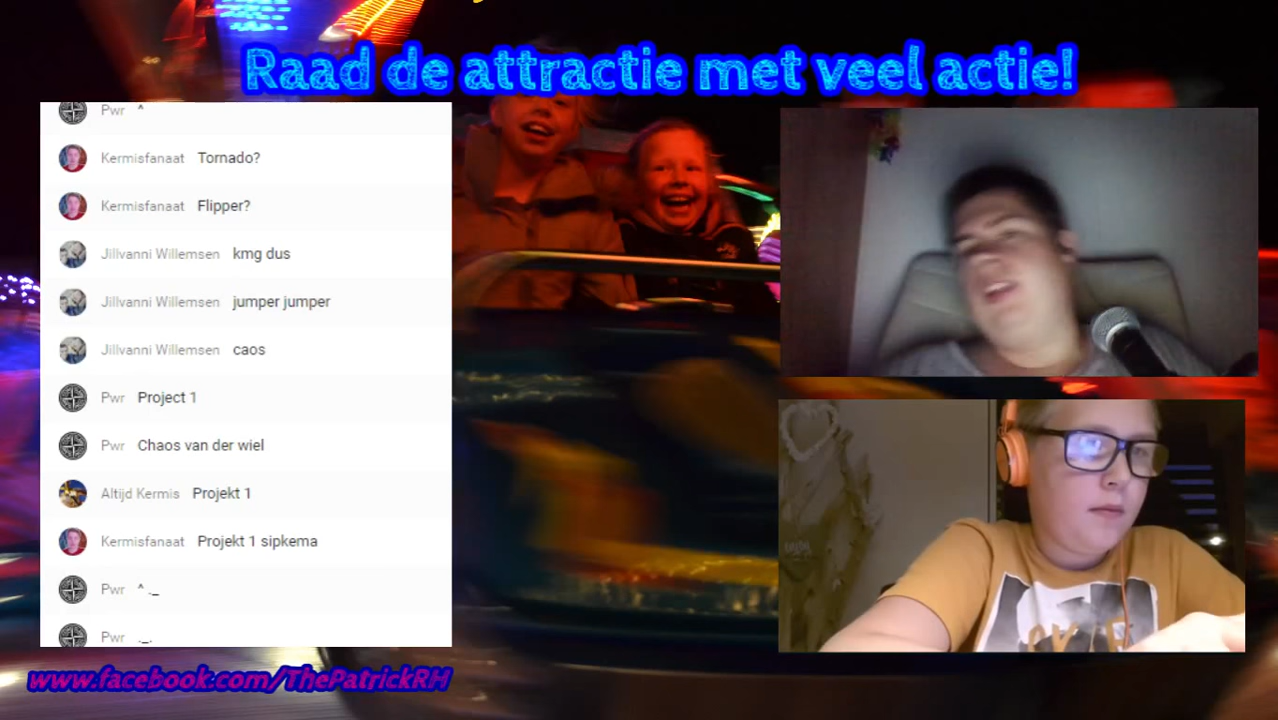 Raad de attractie met veel actie!
Pwr ^
Kermisfanaat Tornado?
Kermisfanaat Flipper?
Jillvanni Willemsen kmg dus
Jillvanni Willemsen jumper jumper
Jillvanni Willemsen caos
Pwr Project 1
Pwr Chaos van der wiel
Altijd Kermis Projekt 1
Kermisfanaat Projekt 1 sipkema
Pwr ^ ._
Pwr ._.
www.facebook.com/ThePatrickRH